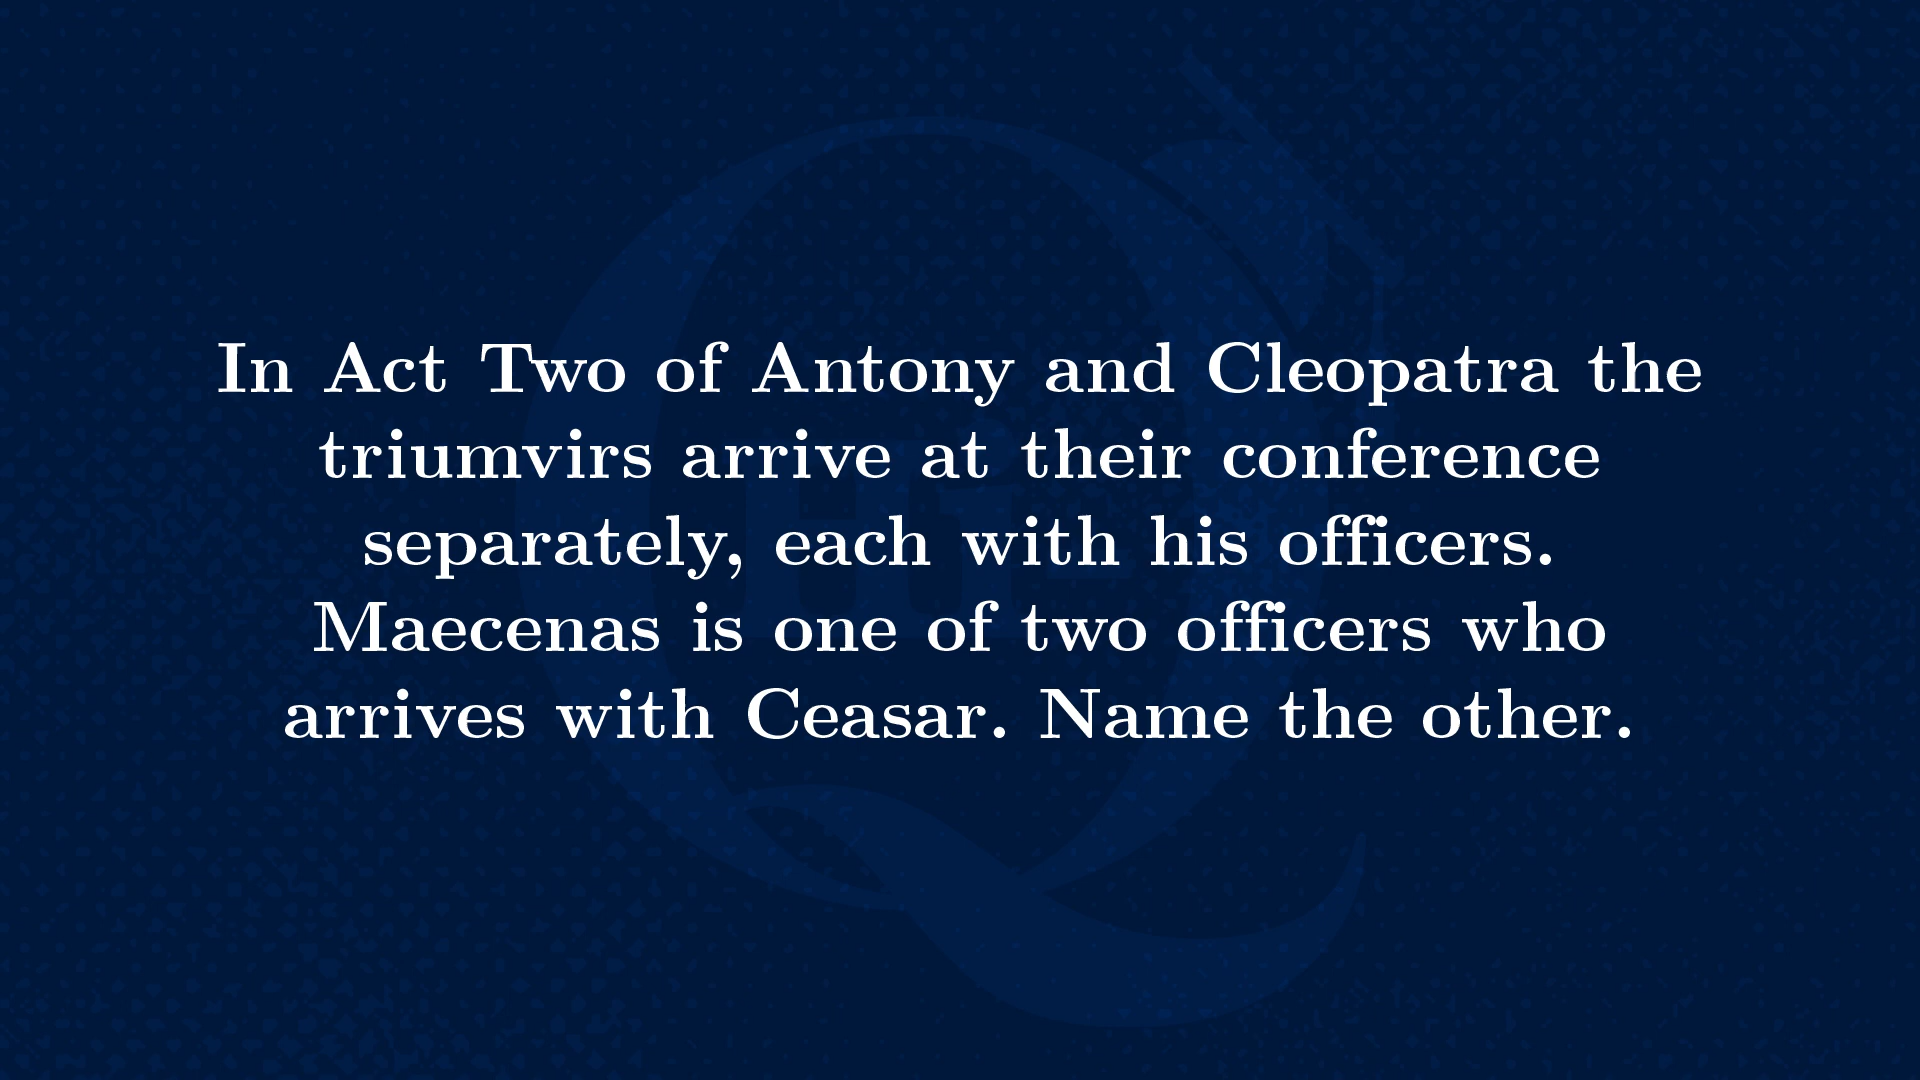 In Act Two of Antony and Cleopatra the
triumvirs arrive at their conference
separately, each with his officers.
Maecenas is one of two officers who
arrives with Ceasar. Name the other.